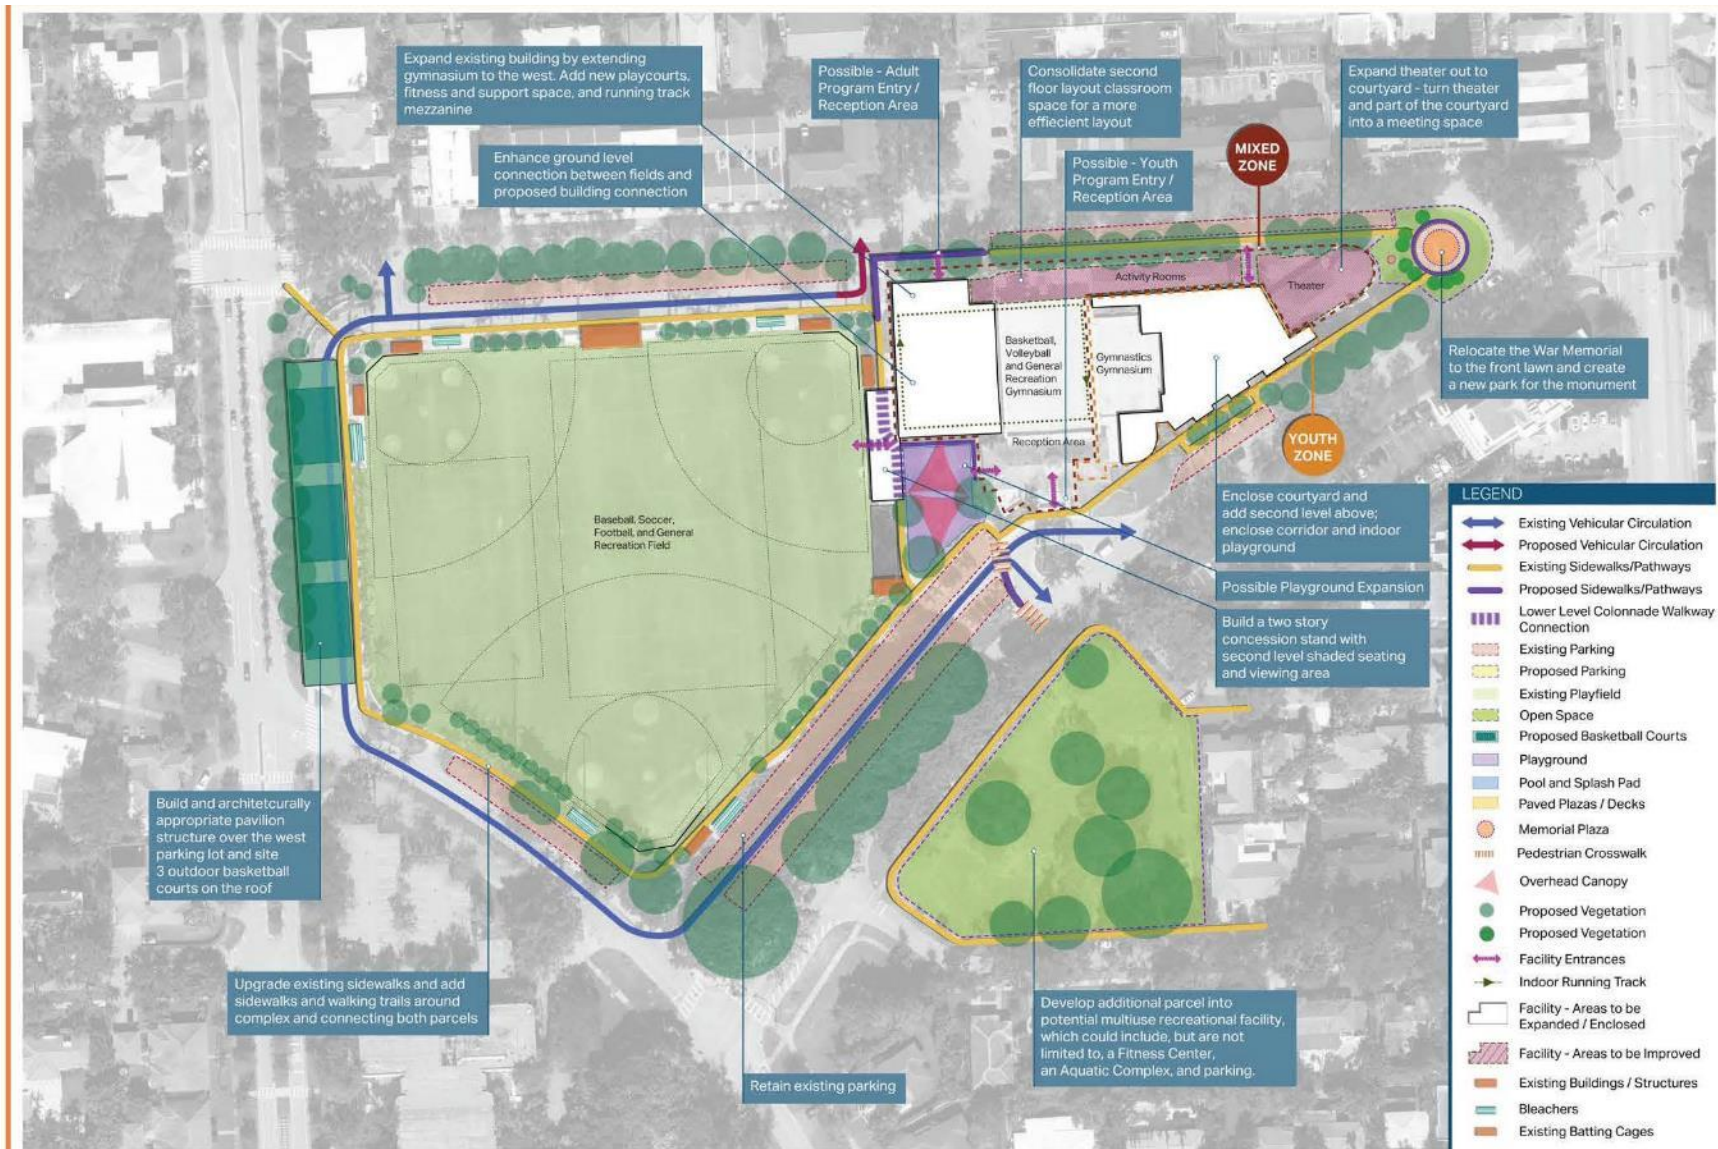 Expand existing building by extending
gymnasium to the west. Add new playcourts,
fitness and support space, and running track
mezzanine
Possible - Adult
Program Entry /
Reception Area
Consolidate second
floor layout classroom
space for a more
effiecient layout
Expand theater out to
courtyard - turn theater
and part of the courtyard
into a meeting space
Enhance ground level
connection between fields and
proposed building connection
Possible - Youth
Program Entry /
Reception Area
MIXED
ZONE
Activity Rooms
Theater
Basketball,
Volleyball
and General
Recreation
Gymnasium
Gymnastics
Gymnasium
Reception Area
Relocate the War Memorial
to the front lawn and create
a new park for the monument
YOUTH
ZONE
Baseball, Soccer,
Football, and General
Recreation Field
Enclose courtyard and
add second level above;
enclose corridor and indoor
playground
Possible Playground Expansion
Build a two story
concession stand with
second level shaded seating
and viewing area
Build and architetcurally
appropriate pavilion
structure over the west
parking lot and site
3 outdoor basketball
courts on the roof
Upgrade existing sidewalks and add
sidewalks and walking trails around
complex and connecting both parcels
Retain existing parking
Develop additional parcel into
potential multiuse recreational facility,
which could include, but are not
limited to, a Fitness Center,
an Aquatic Complex, and parking.
LEGEND
Existing Vehicular Circulation
Proposed Vehicular Circulation
Existing Sidewalks/Pathways
Proposed Sidewalks/Pathways
Lower Level Colonnade Walkway
Connection
Existing Parking
Proposed Parking
Existing Playfield
Open Space
Proposed Basketball Courts
Playground
Pool and Splash Pad
Paved Plazas / Decks
Memorial Plaza
Pedestrian Crosswalk
Overhead Canopy
Proposed Vegetation
Proposed Vegetation
Facility Entrances
Indoor Running Track
Facility - Areas to be
Expanded / Enclosed
Facility - Areas to be Improved
Existing Buildings / Structures
Bleachers
Existing Batting Cages